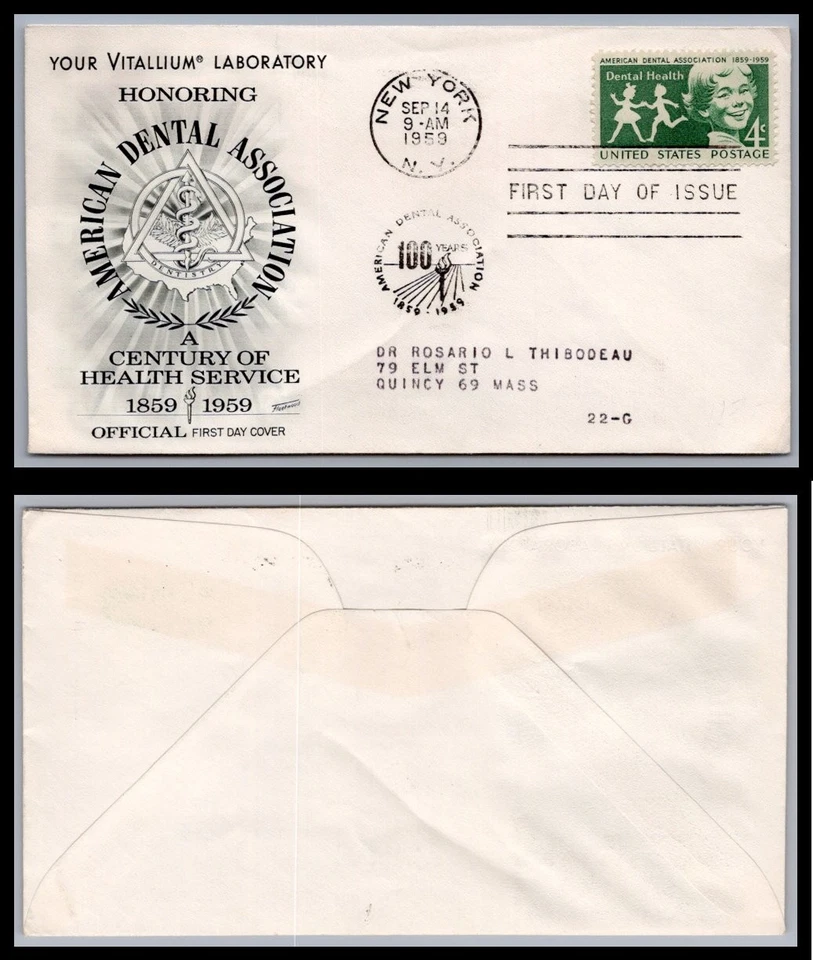 YOUR VITALLIUM® LABORATORY
HONORING
AMERICAN DENTAL ASSOCIATION
DENTISTRY
A
CENTURY OF
HEALTH SERVICE
1859 1959
Fleetwood
OFFICIAL FIRST DAY COVER
NEW YORK
SEP 14
9-AM
1959
N. Y.
AMERICAN DENTAL ASSOCIATION
100 YEARS
1859-1959
AMERICAN DENTAL ASSOCIATION 1859-1959
Dental Health
4¢
UNITED STATES POSTAGE
FIRST DAY OF ISSUE
DR ROSARIO L THIBODEAU
79 ELM ST
QUINCY 69 MASS
22-G